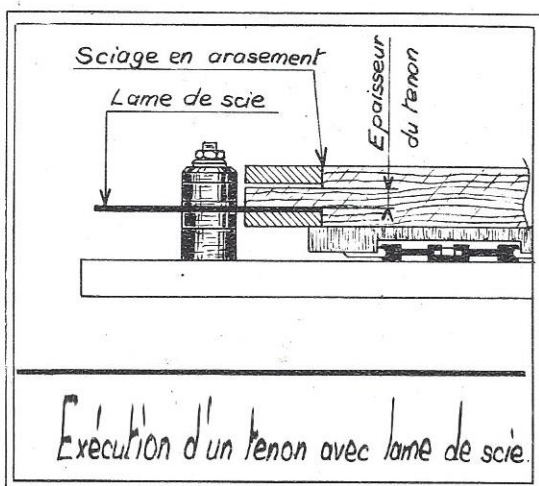 Sciage en arasement
Lame de scie
Epaisseur
du tenon
Exécution d'un tenon avec lame de scie.